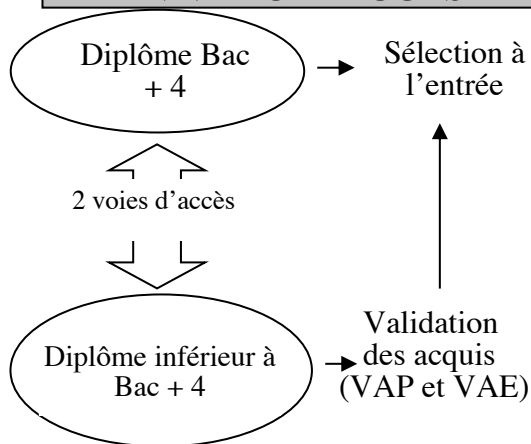 Diplôme Bac
+ 4
Sélection à
l’entrée
2 voies d’accès
Diplôme inférieur à
Bac + 4
Validation
des acquis
(VAP et VAE)